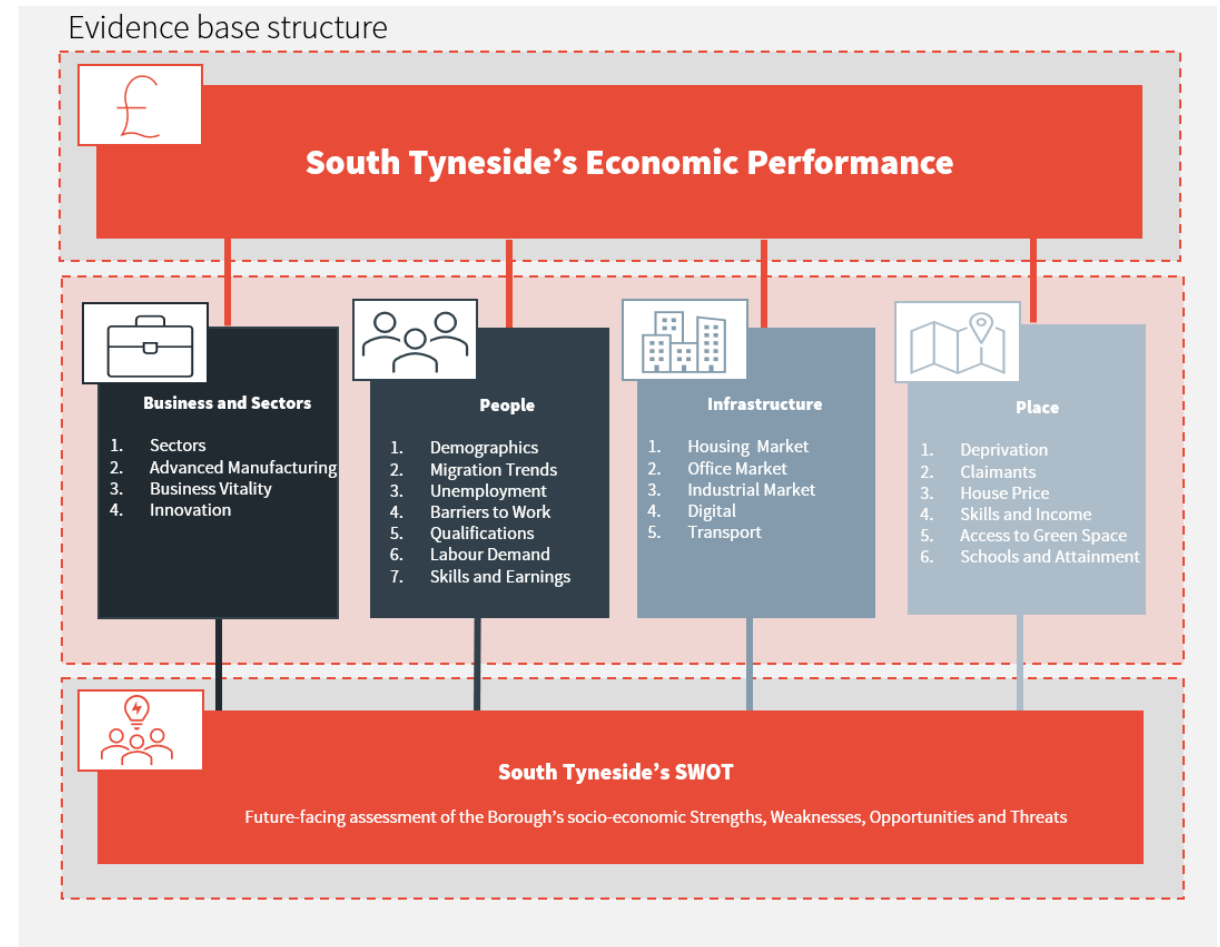 Evidence base structure
£
South Tyneside’s Economic Performance
Business and Sectors
1. Sectors
2. Advanced Manufacturing
3. Business Vitality
4. Innovation
People
1. Demographics
2. Migration Trends
3. Unemployment
4. Barriers to Work
5. Qualifications
6. Labour Demand
7. Skills and Earnings
Infrastructure
1. Housing Market
2. Office Market
3. Industrial Market
4. Digital
5. Transport
Place
1. Deprivation
2. Claimants
3. House Price
4. Skills and Income
5. Access to Green Space
6. Schools and Attainment
South Tyneside’s SWOT
Future-facing assessment of the Borough’s socio-economic Strengths, Weaknesses, Opportunities and Threats